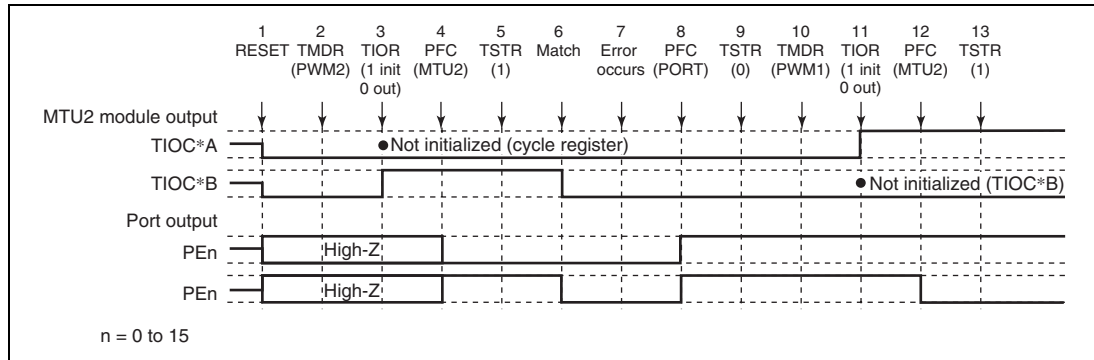 1 2 3 4 5 6 7 8 9 10 11 12 13
RESET TMDR TIOR PFC TSTR Match Error PFC TSTR TMDR TIOR PFC TSTR
(PWM2) (1 init (MTU2) (1) occurs (PORT) (0) (PWM1) (1 init (MTU2) (1)
0 out) 0 out)
MTU2 module output
TIOC*A ●Not initialized (cycle register)
TIOC*B ● Not initialized (TIOC*B)
Port output
PEn High-Z
PEn High-Z
n = 0 to 15